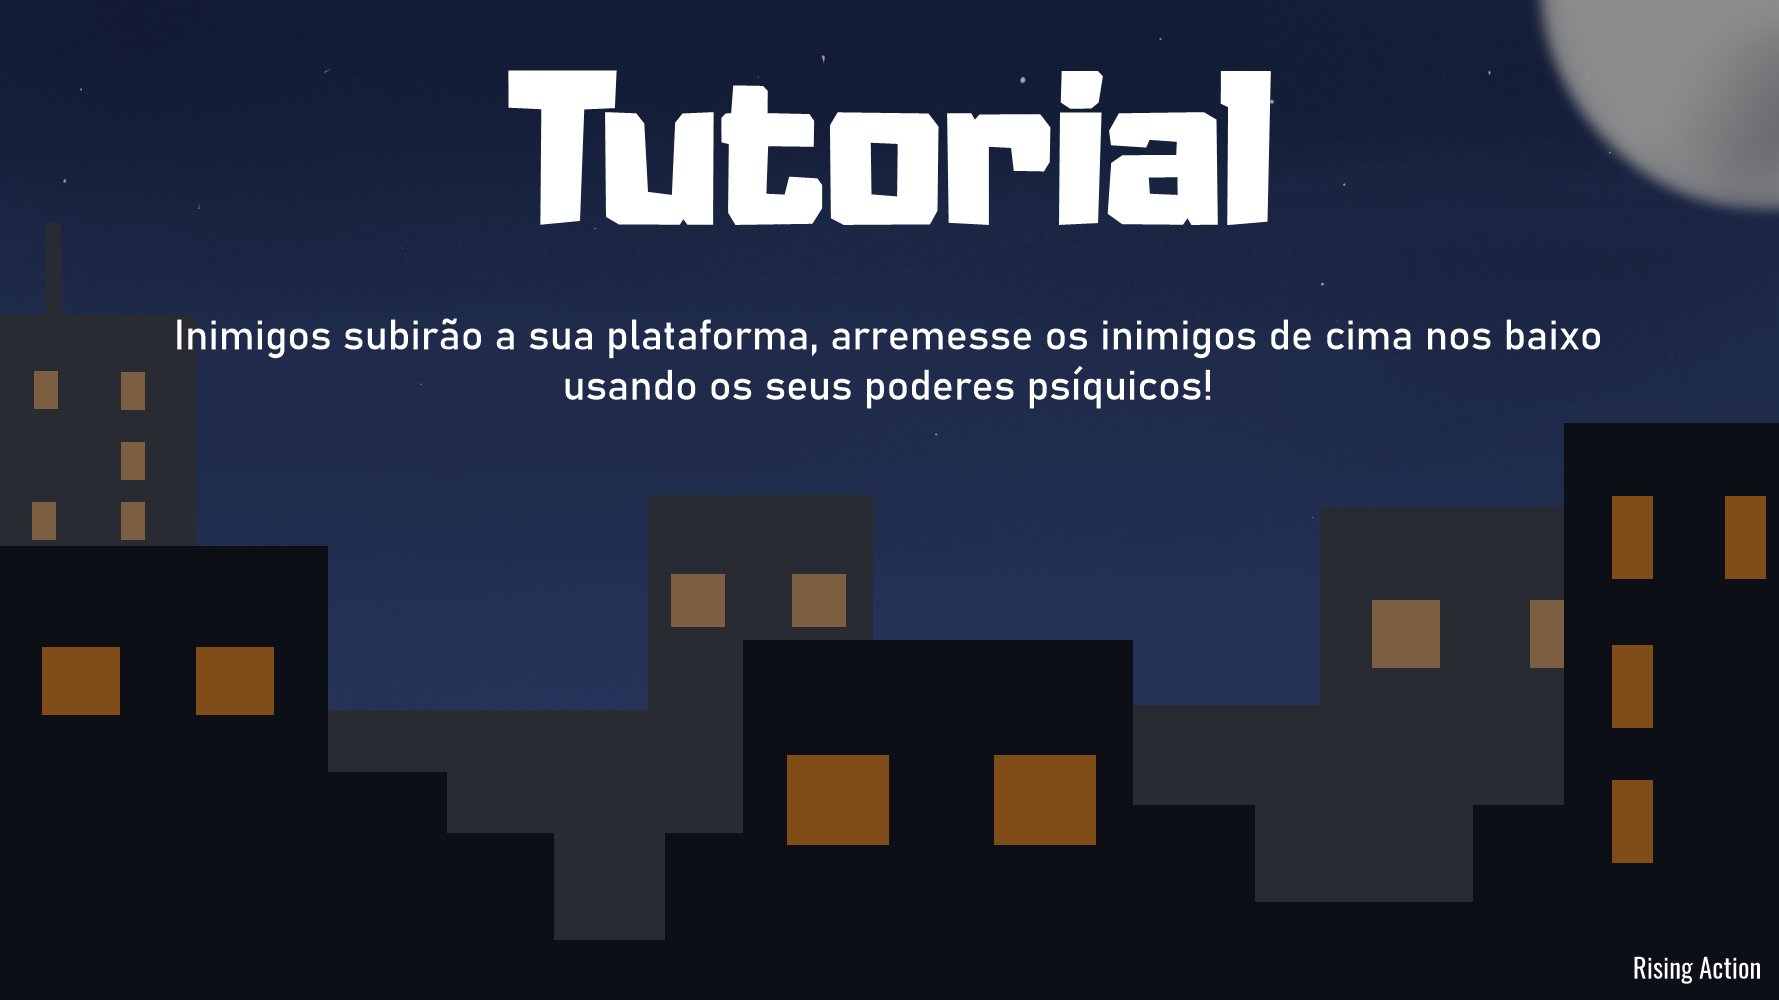 Tutorial
Inimigos subirão a sua plataforma, arremesse os inimigos de cima nos baixo
usando os seus poderes psíquicos!
Rising Action